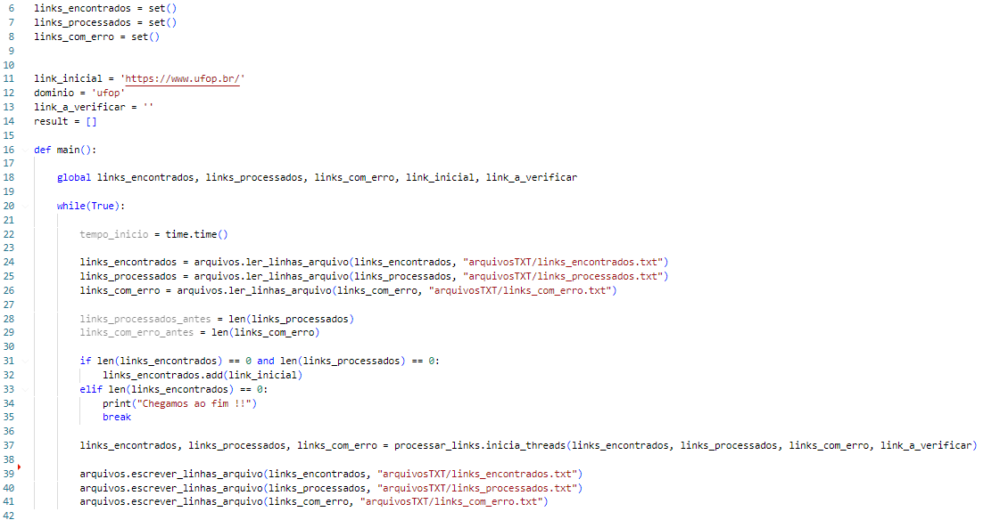 6 links_encontrados = set()
7 links_processados = set()
8 links_com_erro = set()
9
10
11 link_inicial = 'https://www.ufop.br/'
12 dominio = 'ufop'
13 link_a_verificar = ''
14 result = []
15
16 def main():
17
18 global links_encontrados, links_processados, links_com_erro, link_inicial, link_a_verificar
19
20 while(True):
21
22 tempo_inicio = time.time()
23
24 links_encontrados = arquivos.ler_linhas_arquivo(links_encontrados, "arquivosTXT/links_encontrados.txt")
25 links_processados = arquivos.ler_linhas_arquivo(links_processados, "arquivosTXT/links_processados.txt")
26 links_com_erro = arquivos.ler_linhas_arquivo(links_com_erro, "arquivosTXT/links_com_erro.txt")
27
28 links_processados_antes = len(links_processados)
29 links_com_erro_antes = len(links_com_erro)
30
31 if len(links_encontrados) == 0 and len(links_processados) == 0:
32 links_encontrados.add(link_inicial)
33 elif len(links_encontrados) == 0:
34 print("Chegamos ao fim !!")
35 break
36
37 links_encontrados, links_processados, links_com_erro = processar_links.inicia_threads(links_encontrados, links_processados, links_com_erro, link_a_verificar)
38
39 arquivos.escrever_linhas_arquivo(links_encontrados, "arquivosTXT/links_encontrados.txt")
40 arquivos.escrever_linhas_arquivo(links_processados, "arquivosTXT/links_processados.txt")
41 arquivos.escrever_linhas_arquivo(links_com_erro, "arquivosTXT/links_com_erro.txt")
42